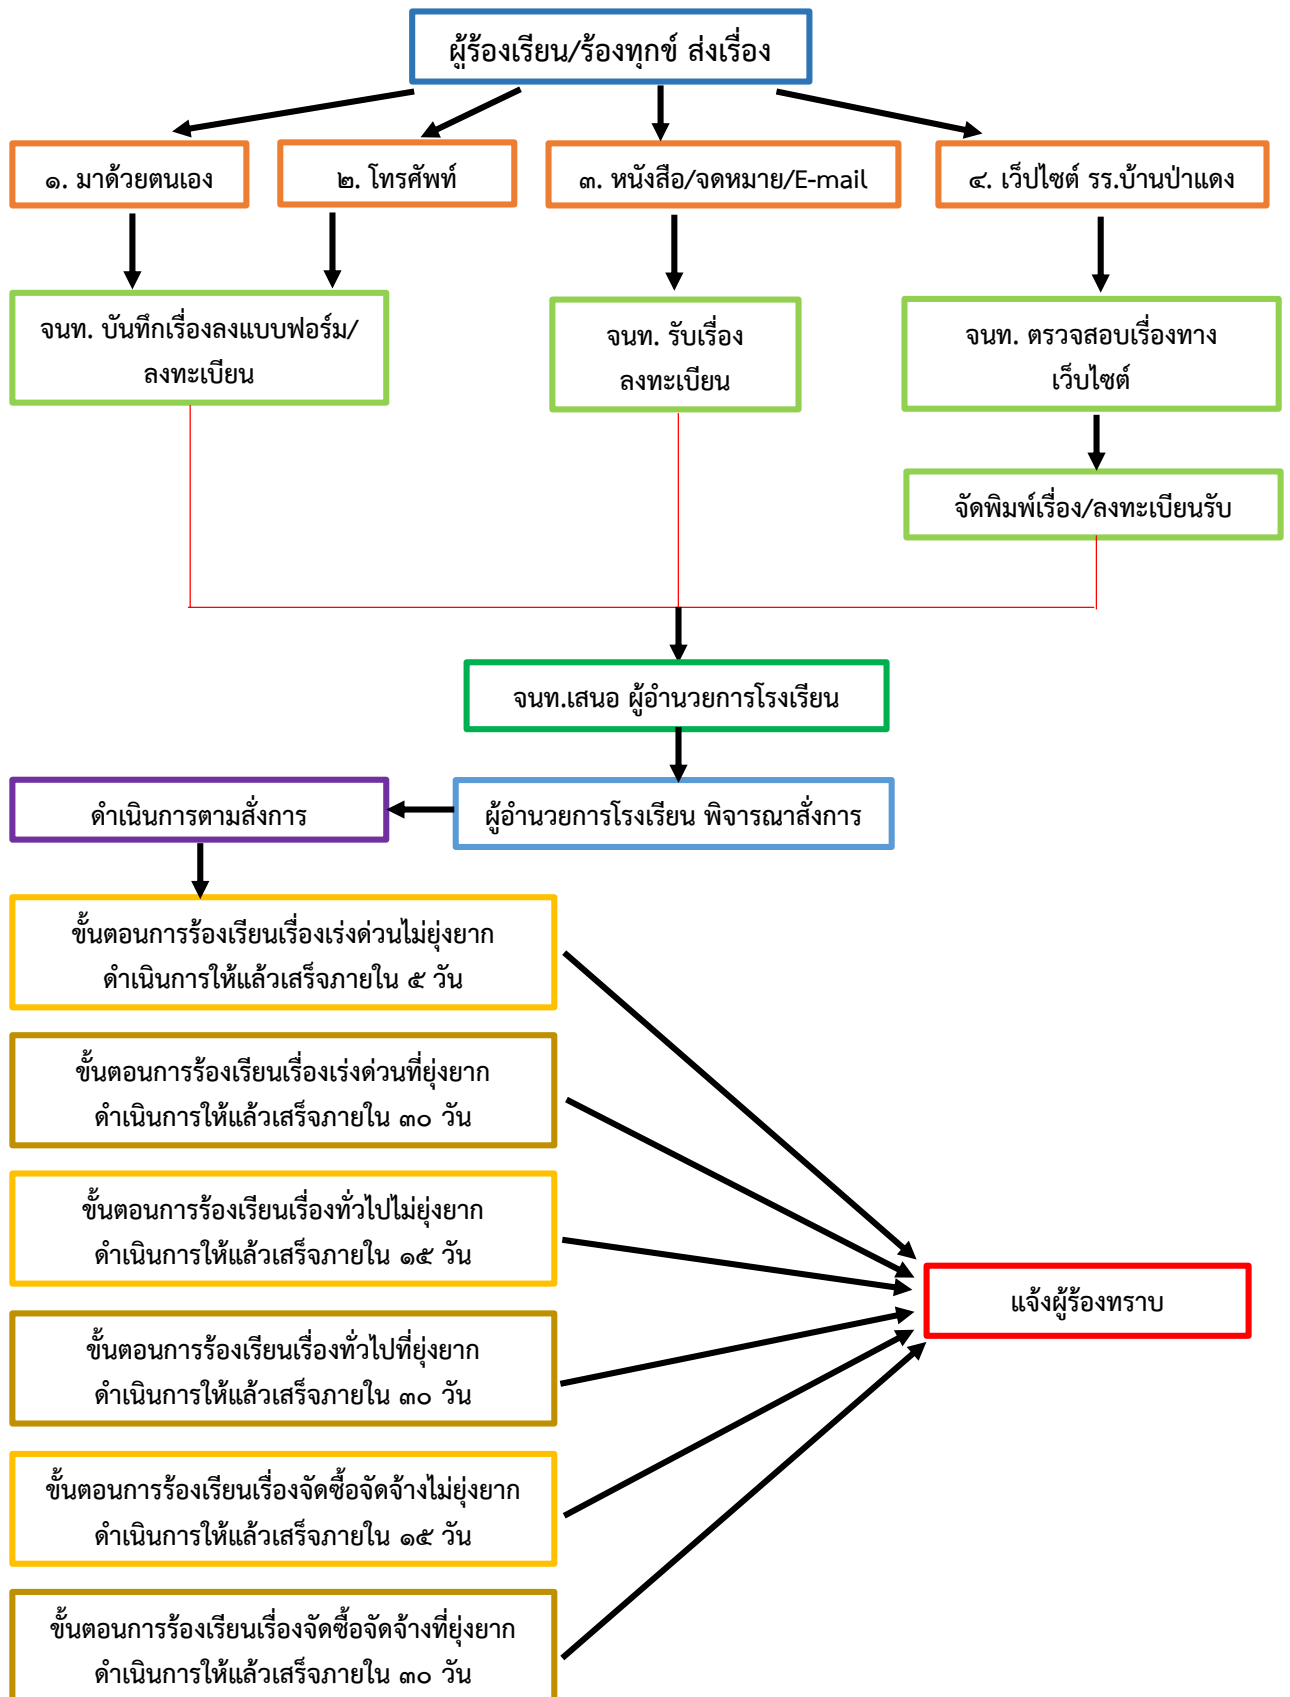 ผู้ร้องเรียน/ร้องทุกข์ ส่งเรื่อง
๑. มาด้วยตนเอง
๒. โทรศัพท์
๓. หนังสือ/จดหมาย/E-mail
๔. เว็ปไซต์ รร.บ้านป่าแดง
จนท. บันทึกเรื่องลงแบบฟอร์ม/
ลงทะเบียน
จนท. รับเรื่อง
ลงทะเบียน
จนท. ตรวจสอบเรื่องทาง
เว็บไซต์
จัดพิมพ์เรื่อง/ลงทะเบียนรับ
จนท.เสนอ ผู้อำนวยการโรงเรียน
ดำเนินการตามสั่งการ
ผู้อำนวยการโรงเรียน พิจารณาสั่งการ
ขั้นตอนการร้องเรียนเรื่องเร่งด่วนไม่ยุ่งยาก
ดำเนินการให้แล้วเสร็จภายใน ๕ วัน
ขั้นตอนการร้องเรียนเรื่องเร่งด่วนที่ยุ่งยาก
ดำเนินการให้แล้วเสร็จภายใน ๓๐ วัน
ขั้นตอนการร้องเรียนเรื่องทั่วไปไม่ยุ่งยาก
ดำเนินการให้แล้วเสร็จภายใน ๑๕ วัน
แจ้งผู้ร้องทราบ
ขั้นตอนการร้องเรียนเรื่องทั่วไปที่ยุ่งยาก
ดำเนินการให้แล้วเสร็จภายใน ๓๐ วัน
ขั้นตอนการร้องเรียนเรื่องจัดซื้อจัดจ้างไม่ยุ่งยาก
ดำเนินการให้แล้วเสร็จภายใน ๑๕ วัน
ขั้นตอนการร้องเรียนเรื่องจัดซื้อจัดจ้างที่ยุ่งยาก
ดำเนินการให้แล้วเสร็จภายใน ๓๐ วัน